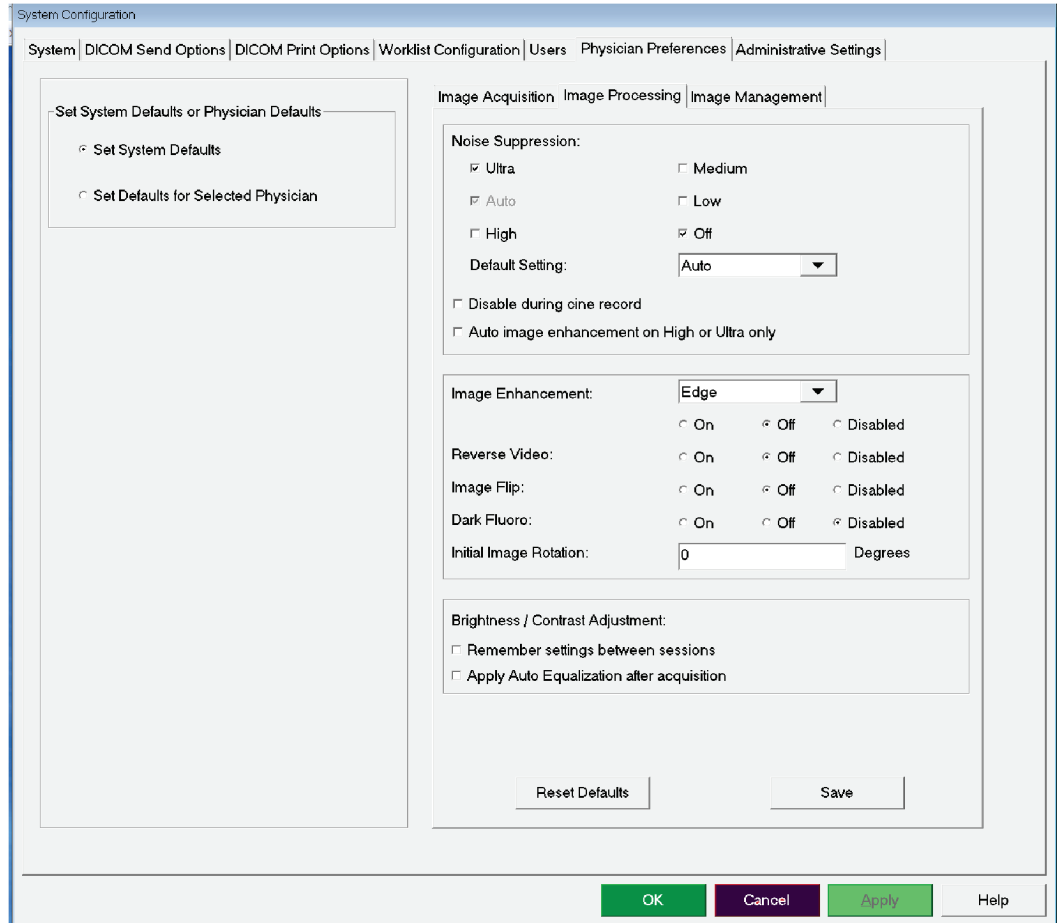 System Configuration
System DICOM Send Options DICOM Print Options Worklist Configuration Users Physician Preferences Administrative Settings
Set System Defaults or Physician Defaults
Set System Defaults
Set Defaults for Selected Physician
Image Acquisition Image Processing Image Management
Noise Suppression:
Ultra Medium
Auto Low
High Off
Default Setting: Auto
Disable during cine record
Auto image enhancement on High or Ultra only
Image Enhancement: Edge
On Off Disabled
Reverse Video: On Off Disabled
Image Flip: On Off Disabled
Dark Fluoro: On Off Disabled
Initial Image Rotation: 0 Degrees
Brightness / Contrast Adjustment:
Remember settings between sessions
Apply Auto Equalization after acquisition
Reset Defaults Save
OK Cancel Apply Help